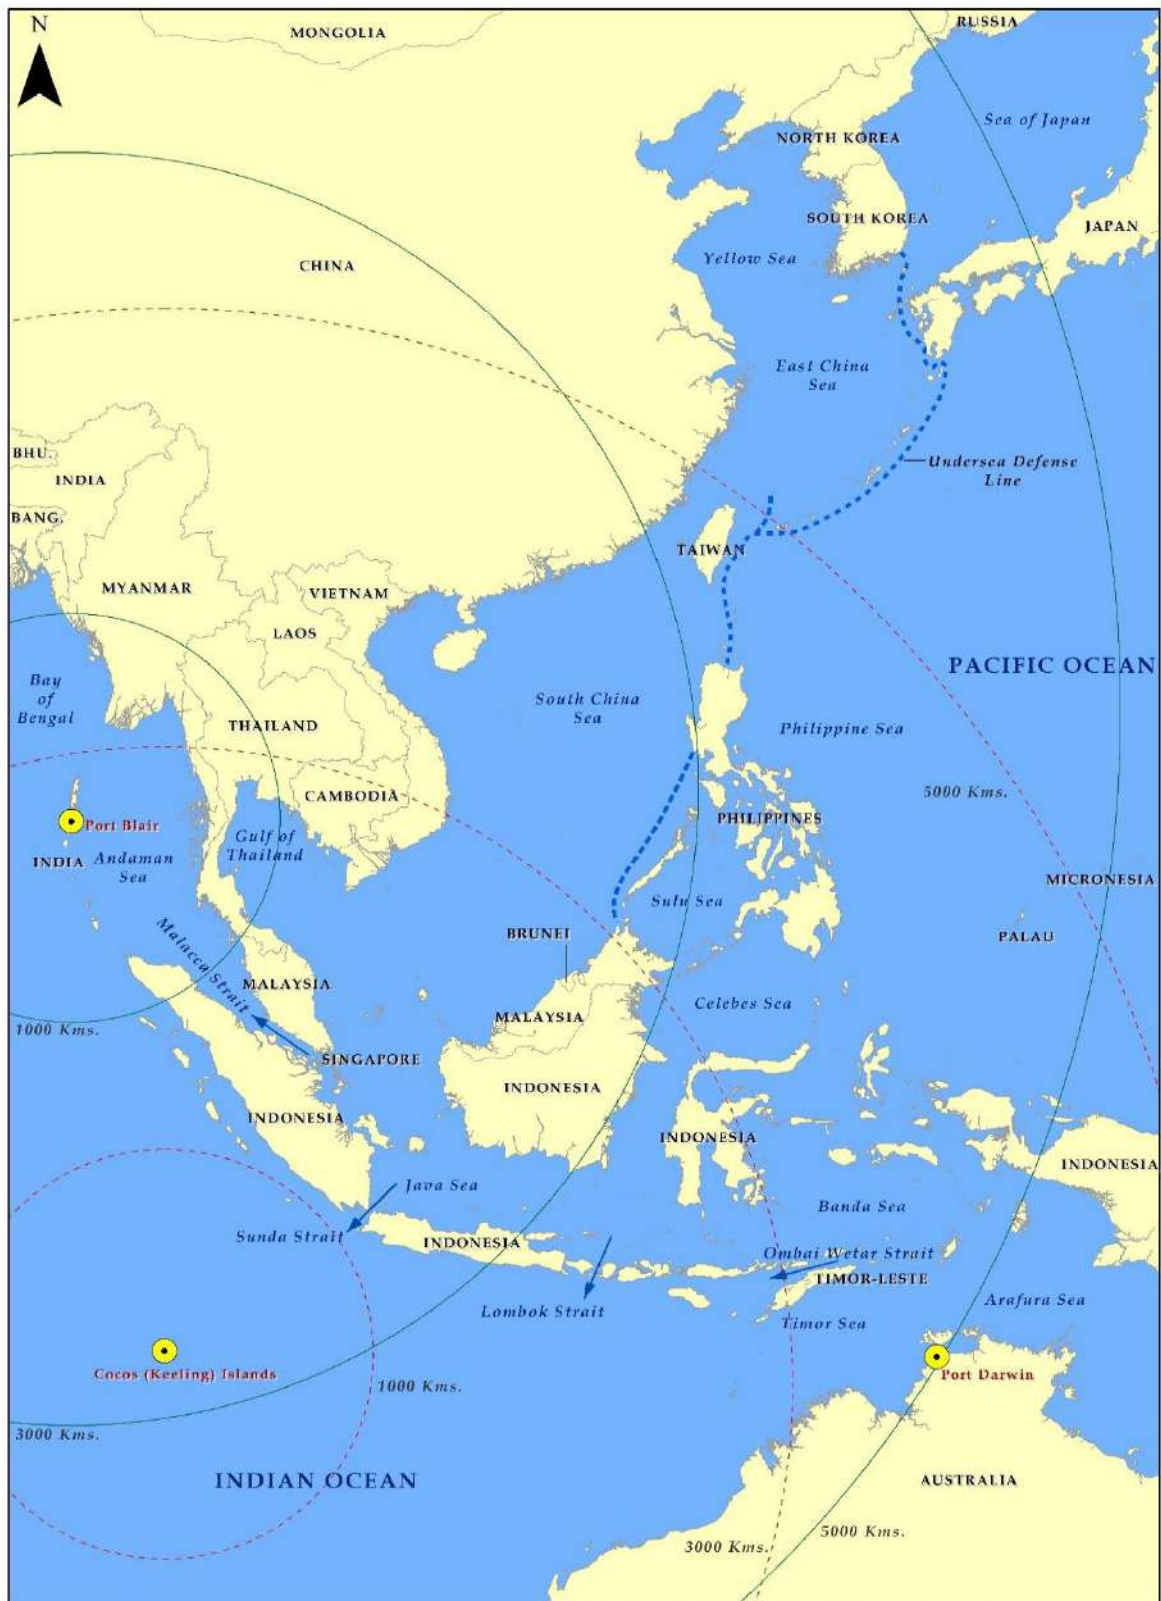 N
MONGOLIA
RUSSIA
Sea of Japan
NORTH KOREA
SOUTH KOREA
JAPAN
Yellow Sea
CHINA
East China
Sea
BHU.
INDIA
Undersea Defense
Line
BANG.
TAIWAN
MYANMAR
VIETNAM
LAOS
PACIFIC OCEAN
Bay
of
Bengal
South China
Sea
THAILAND
Philippine Sea
CAMBODIA
5000 Kms.
Port Blair
PHILIPPINES
Gulf of
Thailand
INDIA
Andaman
Sea
MICRONESIA
Sulu Sea
Malacca Strait
BRUNEI
PALAU
MALAYSIA
Celebes Sea
MALAYSIA
1000 Kms.
SINGAPORE
INDONESIA
INDONESIA
INDONESIA
INDONESIA
Java Sea
Banda Sea
Sunda Strait
INDONESIA
Ombai Wetar Strait
TIMOR-LESTE
Lombok Strait
Arafura Sea
Timor Sea
Cocos (Keeling) Islands
Port Darwin
1000 Kms.
3000 Kms.
INDIAN OCEAN
AUSTRALIA
5000 Kms.
3000 Kms.